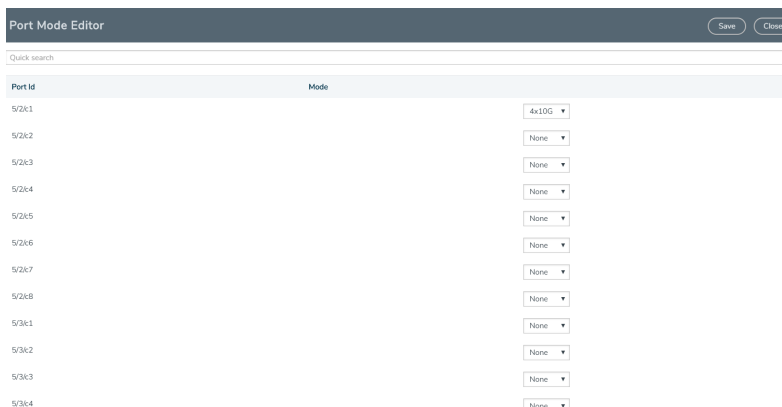 Port Mode Editor Save Close
Quick search
Port Id Mode
5/2/c1 4x10G
5/2/c2 None
5/2/c3 None
5/2/c4 None
5/2/c5 None
5/2/c6 None
5/2/c7 None
5/2/c8 None
5/3/c1 None
5/3/c2 None
5/3/c3 None
5/3/c4 None